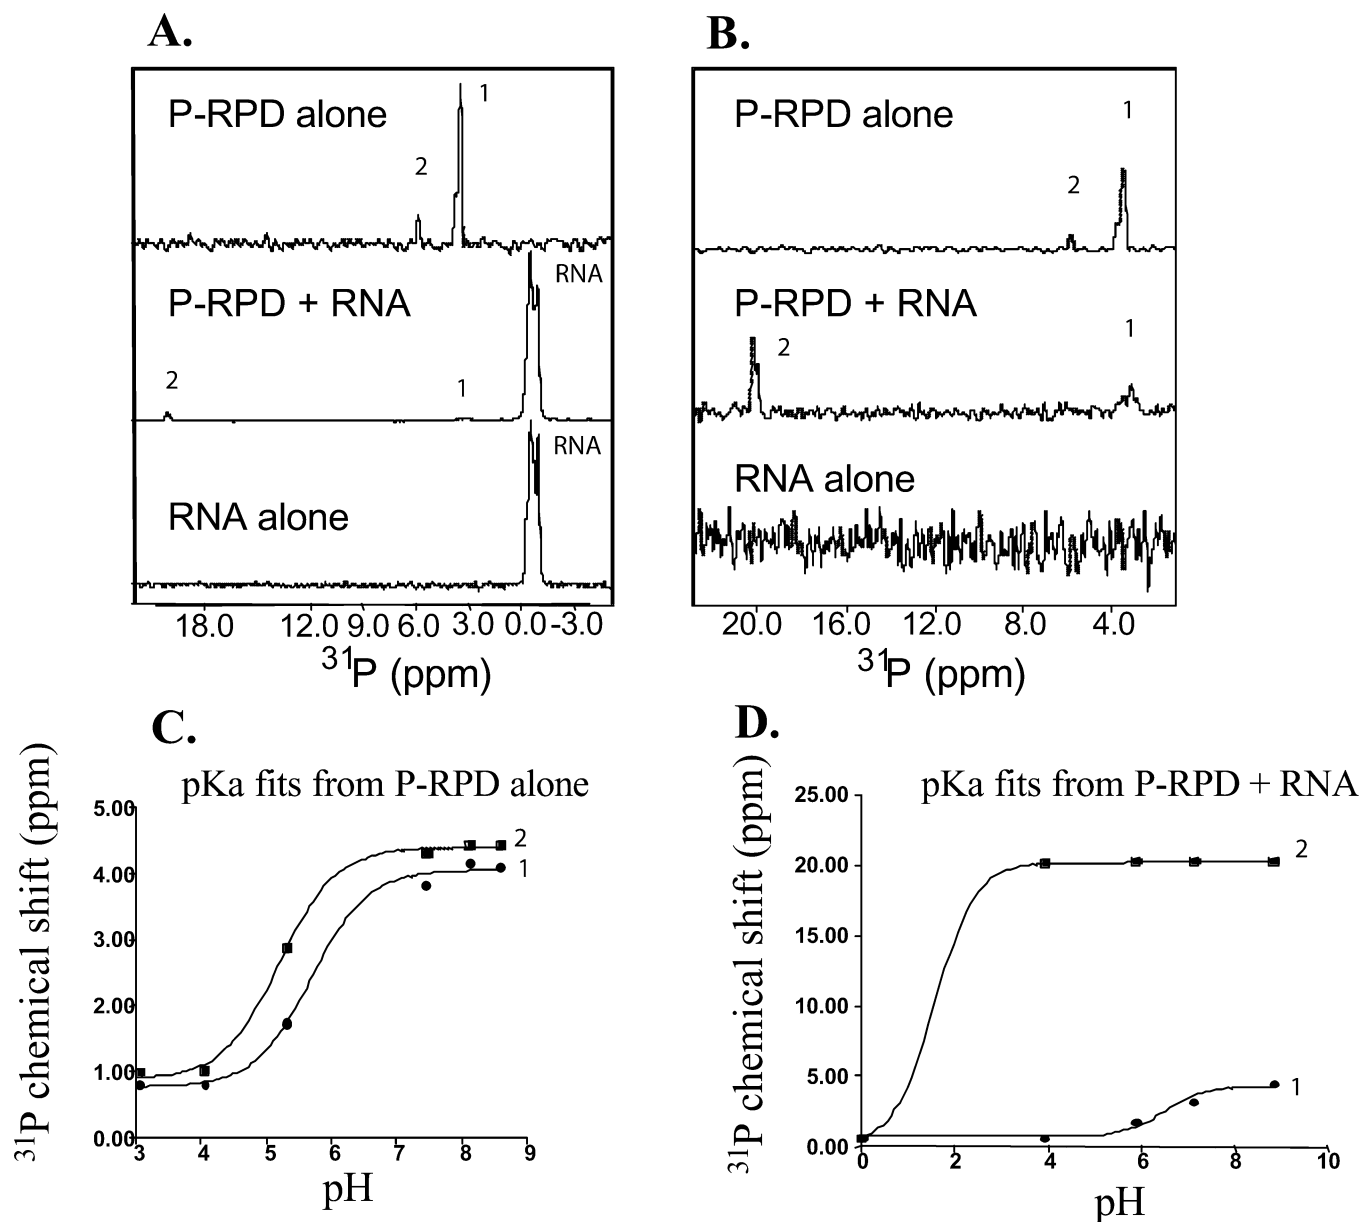 A.
P-RPD alone
1
2
P-RPD + RNA
RNA
2
1
RNA alone
RNA
18.0 12.0 9.0 6.0 3.0 0.0 -3.0
31P (ppm)
B.
P-RPD alone
1
2
P-RPD + RNA
1
2
RNA alone
20.0 16.0 12.0 8.0 4.0
31P (ppm)
C.
pKa fits from P-RPD alone
31P chemical shift (ppm)
5.00
4.00
3.00
2.00
1.00
0.00
2
1
3 4 5 6 7 8 9
pH
D.
pKa fits from P-RPD + RNA
31P chemical shift (ppm)
25.00
20.00
15.00
10.00
5.00
0.00
2
1
0 2 4 6 8 10
pH